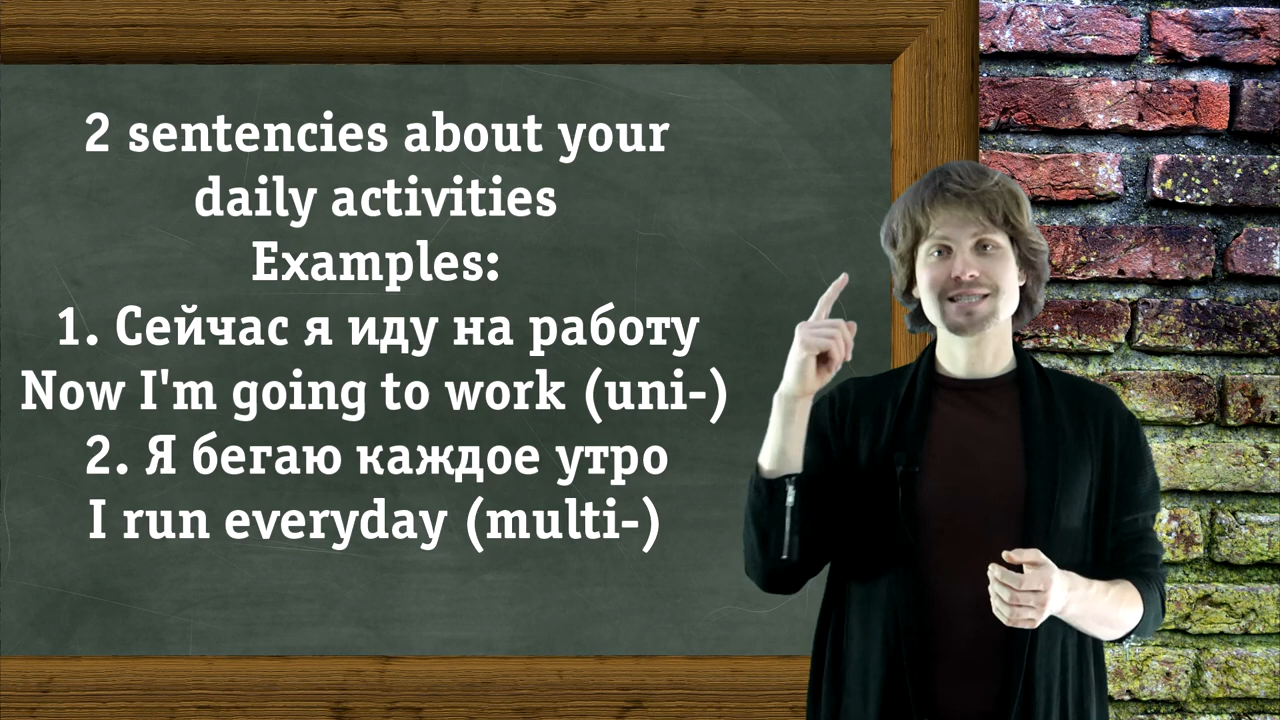 2 sentencies about your
daily activities
Examples:
1. Сейчас я иду на работу
Now I'm going to work (uni-)
2. Я бегаю каждое утро
I run everyday (multi-)